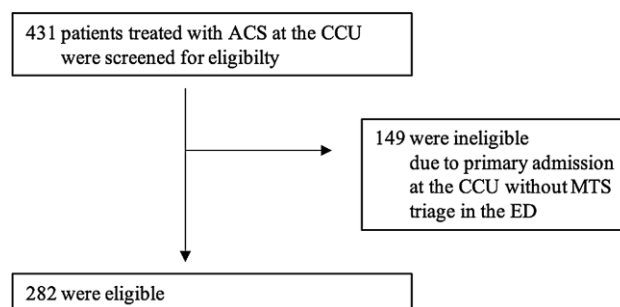 431 patients treated with ACS at the CCU
were screened for eligibilty
149 were ineligible
due to primary admission
at the CCU without MTS
triage in the ED
282 were eligible